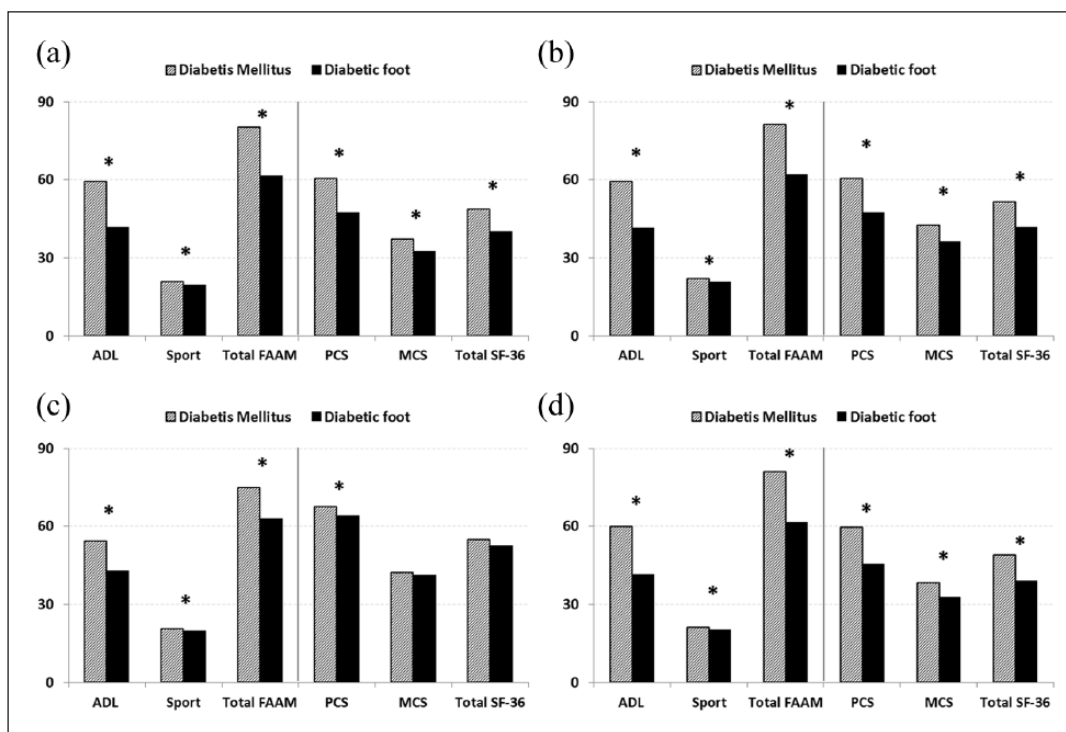 (a)
Diabetis Mellitus Diabetic foot
90
60
30
0
* * * * * *
ADL Sport Total FAAM PCS MCS Total SF-36
(b)
Diabetis Mellitus Diabetic foot
90
60
30
0
* * * * * *
ADL Sport Total FAAM PCS MCS Total SF-36
(c)
Diabetis Mellitus Diabetic foot
90
60
30
0
* * * *
ADL Sport Total FAAM PCS MCS Total SF-36
(d)
Diabetis Mellitus Diabetic foot
90
60
30
0
* * * * * *
ADL Sport Total FAAM PCS MCS Total SF-36